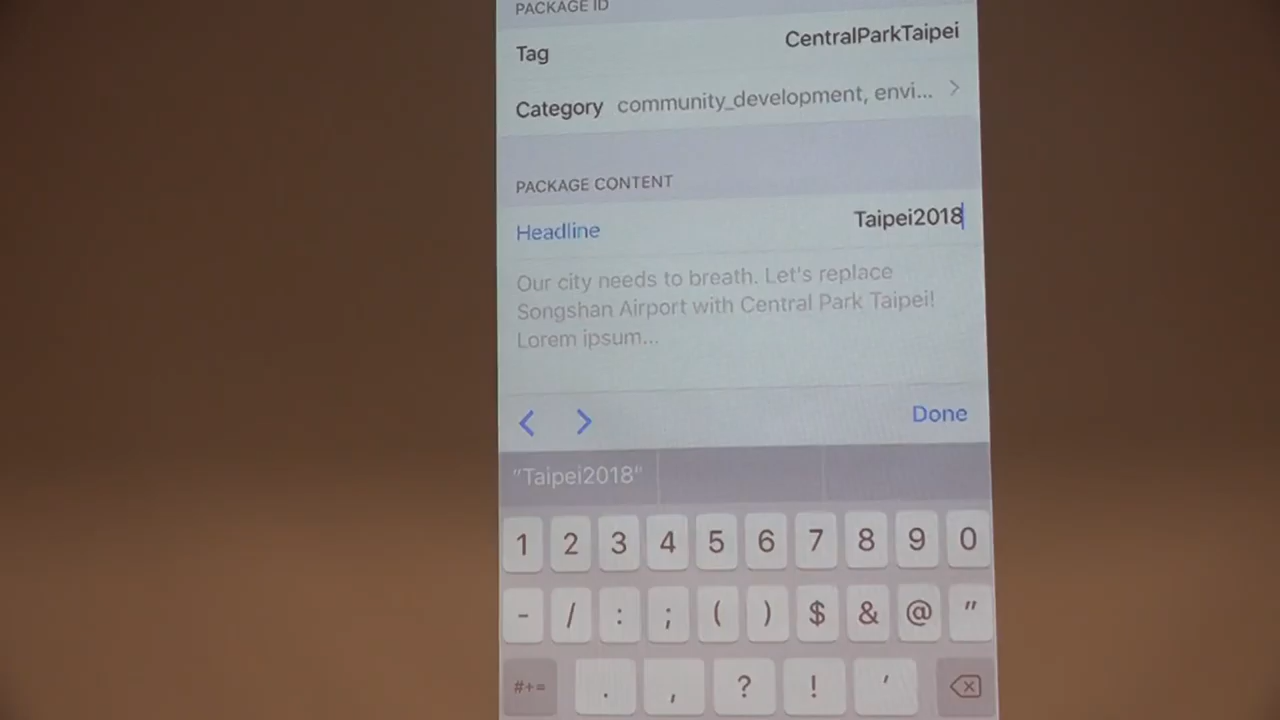 PACKAGE ID
Tag CentralParkTaipei
Category community_development, envi...
PACKAGE CONTENT
Headline Taipei2018
Our city needs to breath. Let's replace
Songshan Airport with Central Park Taipei!
Lorem ipsum...
Done
"Taipei2018"
1 2 3 4 5 6 7 8 9 0
- / : ; ( ) $ & @ "
#+= . , ? ! '